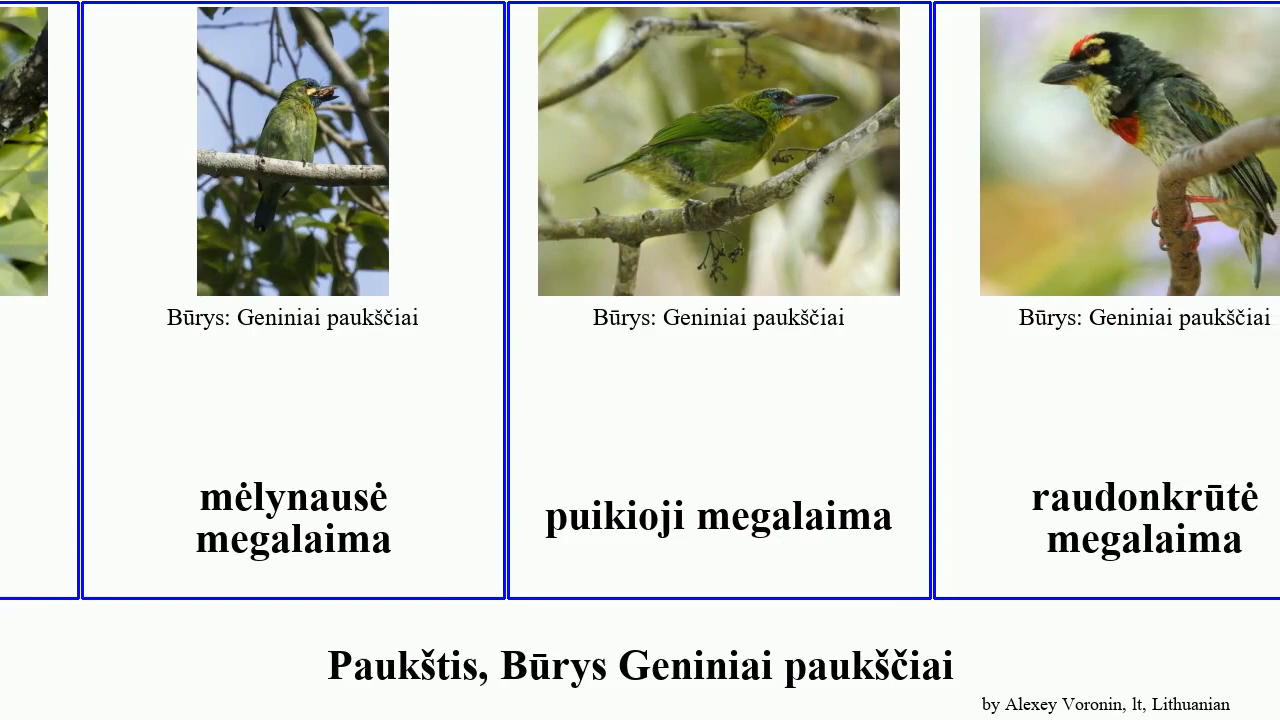 Būrys: Geniniai paukščiai
mėlynausė
megalaima
Būrys: Geniniai paukščiai
puikioji megalaima
Būrys: Geniniai paukščiai
raudonkrūtė
megalaima
Paukštis, Būrys Geniniai paukščiai
by Alexey Voronin, lt, Lithuanian